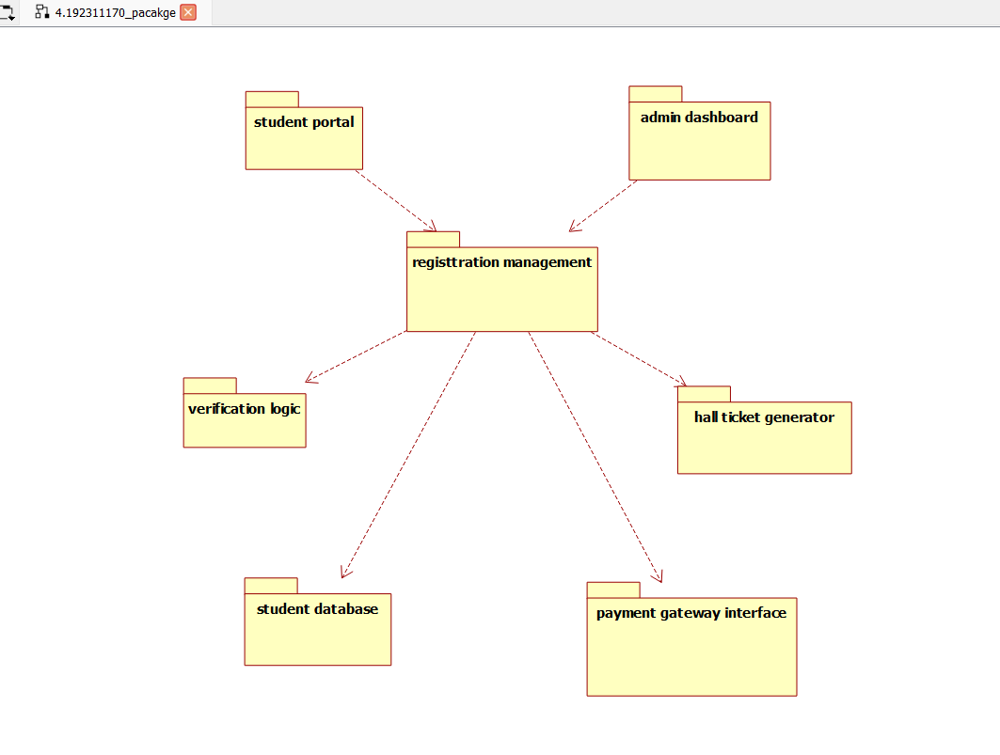 4.192311170_pacakge
student portal
admin dashboard
registtration management
verification logic
hall ticket generator
student database
payment gateway interface